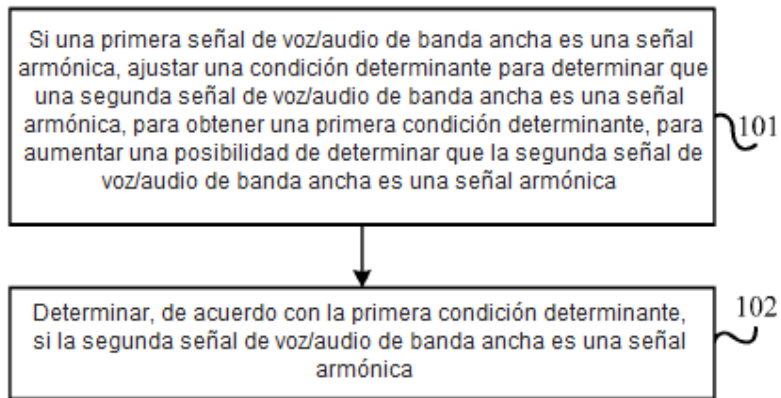 Si una primera señal de voz/audio de banda ancha es una señal
armónica, ajustar una condición determinante para determinar que
una segunda señal de voz/audio de banda ancha es una señal
armónica, para obtener una primera condición determinante, para
aumentar una posibilidad de determinar que la segunda señal de
voz/audio de banda ancha es una señal armónica
101
Determinar, de acuerdo con la primera condición determinante,
si la segunda señal de voz/audio de banda ancha es una señal
armónica
102